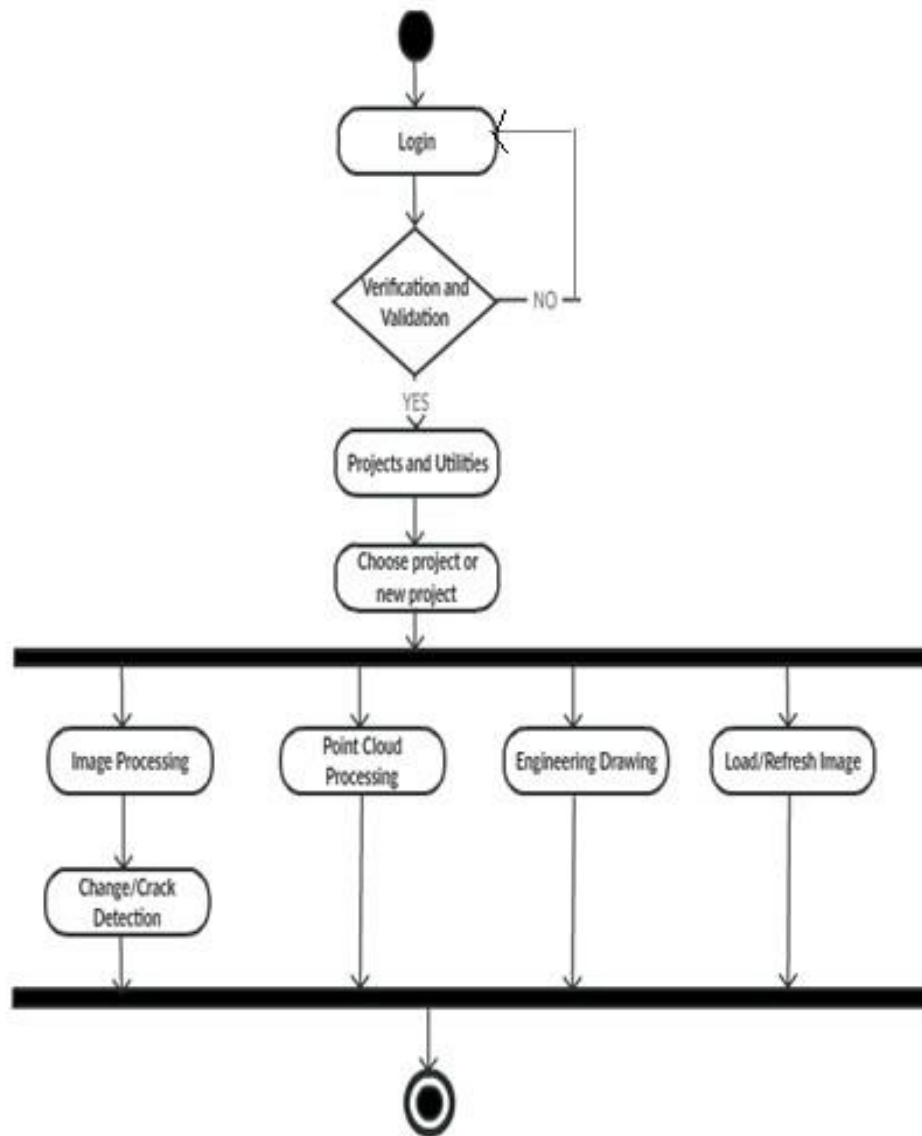 Login
Verification and
Validation
NO
YES
Projects and Utilities
Choose project or
new project
Image Processing
Point Cloud
Processing
Engineering Drawing
Load/Refresh Image
Change/Crack
Detection